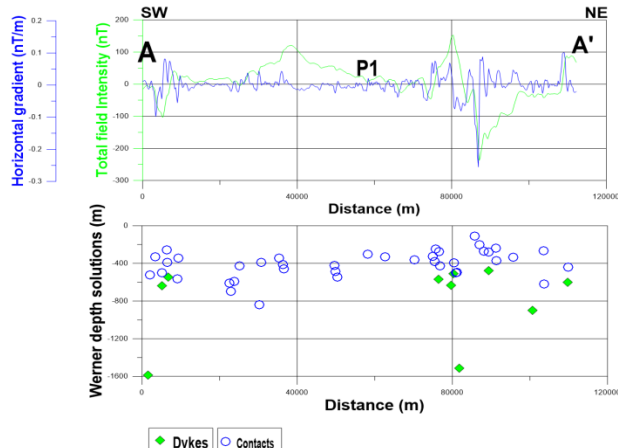 SW NE
Horizontal gradient (nT/m)
0.2
0.1
0
-0.1
-0.2
-0.3
Total field Intensity (nT)
200
100
0
-100
-200
-300
A P1 A'
0 40000 80000 120000
Distance (m)
Werner depth solutions (m)
0
-400
-800
-1200
-1600
0 40000 80000 120000
Distance (m)
Dykes Contacts